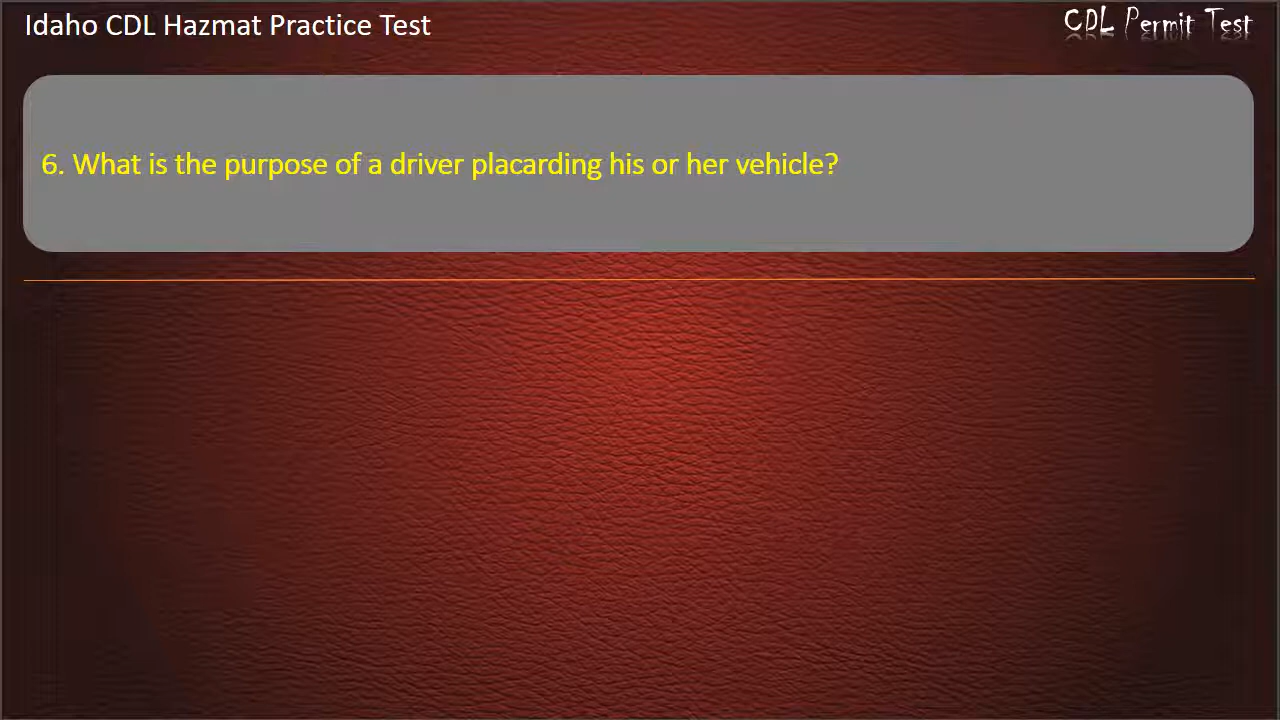 Idaho CDL Hazmat Practice Test
CDL Permit Test
6. What is the purpose of a driver placarding his or her vehicle?